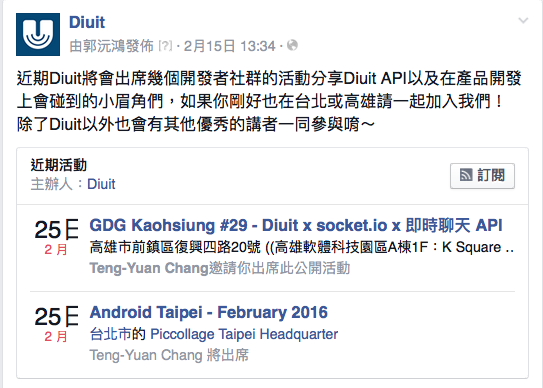 Diuit
由郭沅鴻發佈 [?] · 2月15日 13:34 ·
近期Diuit將會出席幾個開發者社群的活動分享Diuit API以及在產品開發
上會碰到的小眉角們，如果你剛好也在台北或高雄請一起加入我們！
除了Diuit以外也會有其他優秀的講者一同參與唷～
近期活動
主辦人：Diuit
訂閱
25日
2 月
GDG Kaohsiung #29 - Diuit x socket.io x 即時聊天 API
高雄市前鎮區復興四路20號 ((高雄軟體科技園區A棟1F：K Square ..
Teng-Yuan Chang邀請你出席此公開活動
25日
2 月
Android Taipei - February 2016
台北市的 Piccollage Taipei Headquarter
Teng-Yuan Chang 將出席